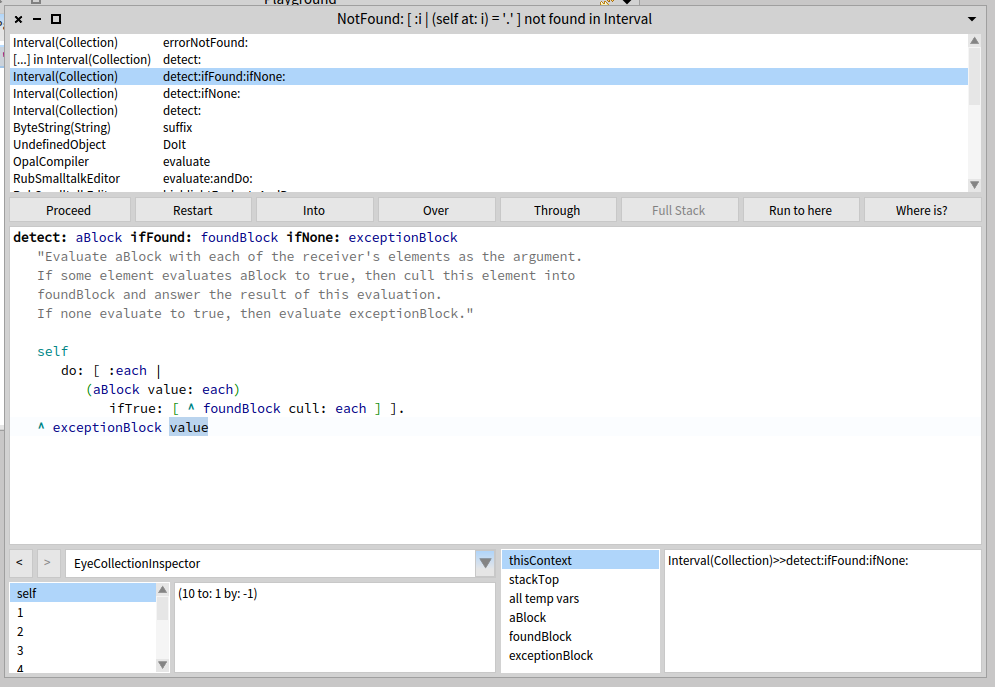 Playground
NotFound: [ :i | (self at: i) = '.' ] not found in Interval
Interval(Collection) errorNotFound:
[...] in Interval(Collection) detect:
Interval(Collection) detect:ifFound:ifNone:
Interval(Collection) detect:ifNone:
Interval(Collection) detect:
ByteString(String) suffix
UndefinedObject DoIt
OpalCompiler evaluate
RubSmalltalkEditor evaluate:andDo:
Proceed Restart Into Over Through Full Stack Run to here Where is?
detect: aBlock ifFound: foundBlock ifNone: exceptionBlock
"Evaluate aBlock with each of the receiver's elements as the argument.
If some element evaluates aBlock to true, then cull this element into
foundBlock and answer the result of this evaluation.
If none evaluate to true, then evaluate exceptionBlock."
self
do: [ :each |
(aBlock value: each)
ifTrue: [ ^ foundBlock cull: each ] ].
^ exceptionBlock value
< > EyeCollectionInspector
self
1
2
3
4
(10 to: 1 by: -1)
thisContext
stackTop
all temp vars
aBlock
foundBlock
exceptionBlock
Interval(Collection)>>detect:ifFound:ifNone: